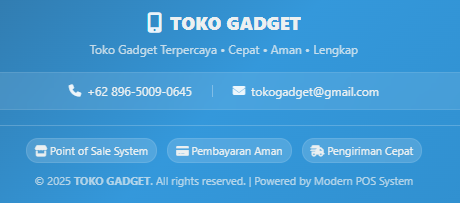 TOKO GADGET
Toko Gadget Terpercaya • Cepat • Aman • Lengkap
+62 896-5009-0645 | tokogadget@gmail.com
Point of Sale System Pembayaran Aman Pengiriman Cepat
© 2025 TOKO GADGET. All rights reserved. | Powered by Modern POS System